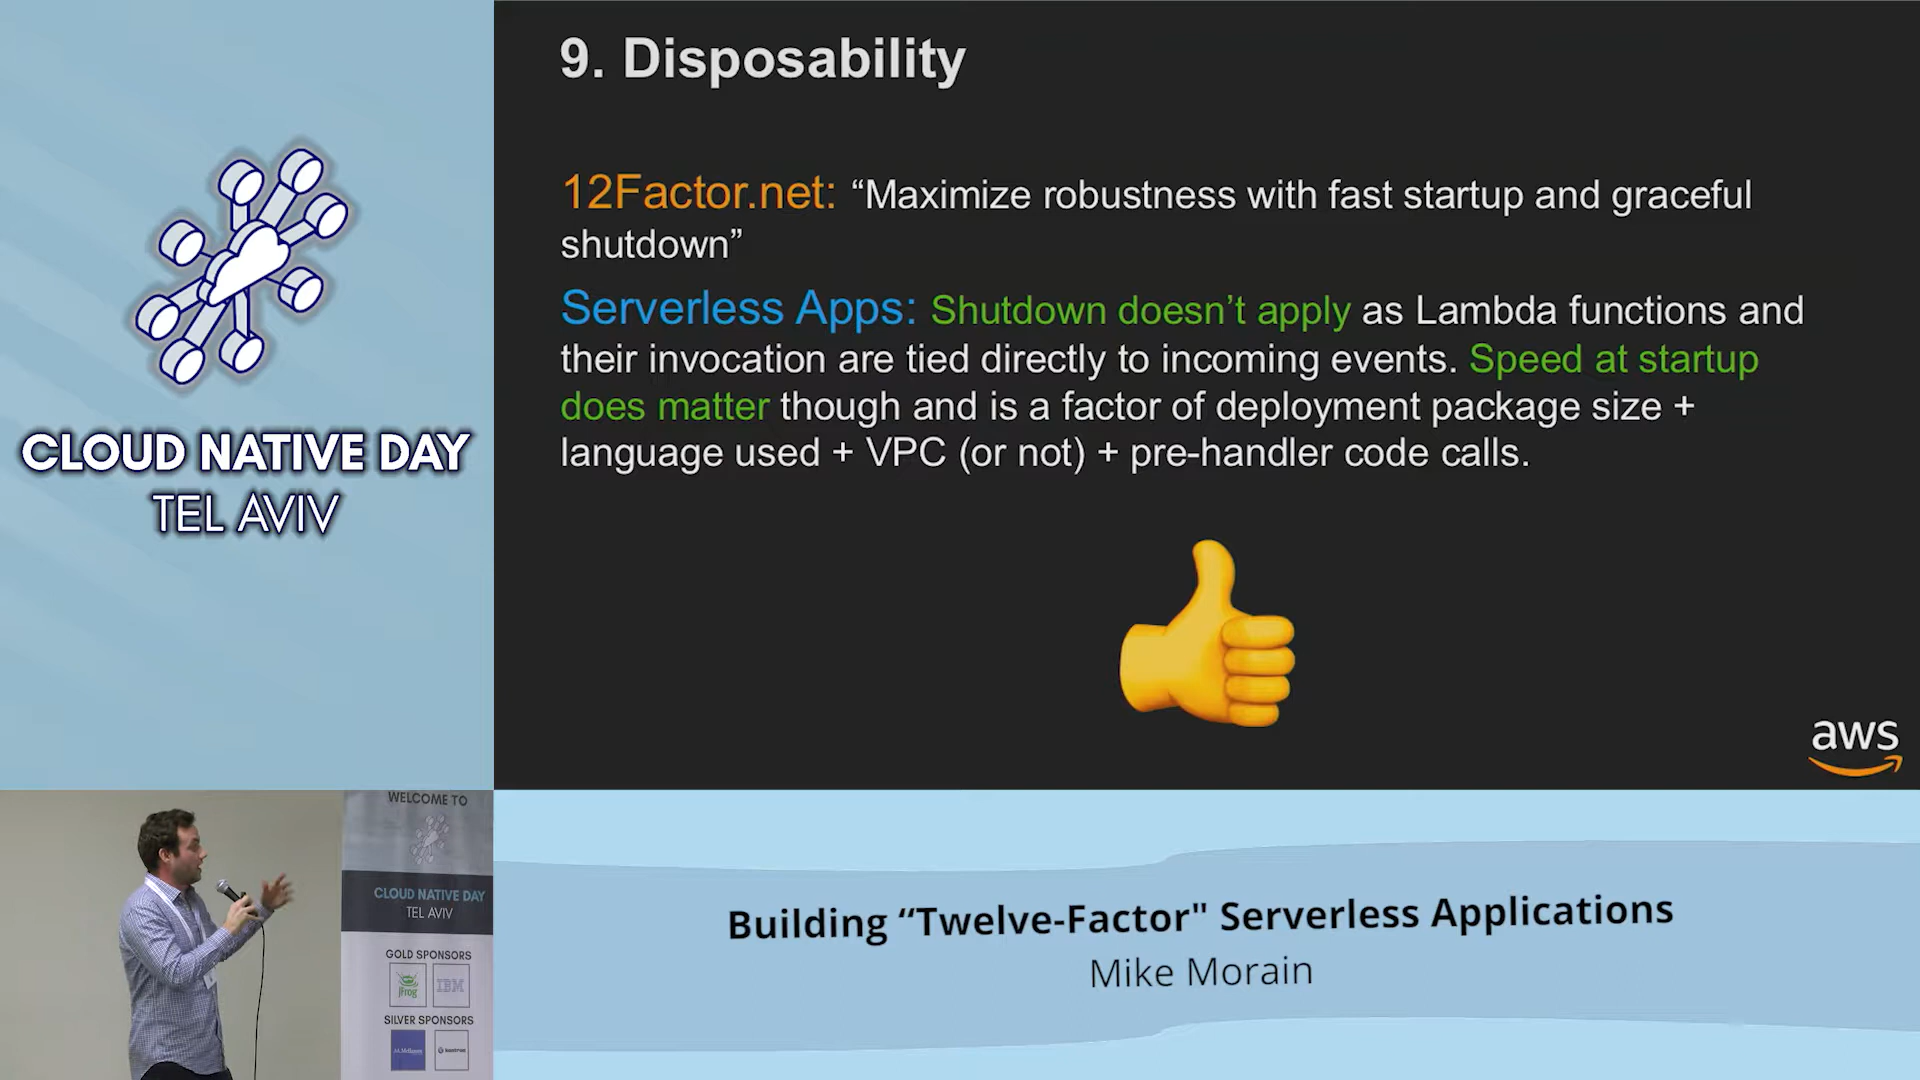 9. Disposability
12Factor.net: “Maximize robustness with fast startup and graceful
shutdown”
Serverless Apps: Shutdown doesn’t apply as Lambda functions and
their invocation are tied directly to incoming events. Speed at startup
does matter though and is a factor of deployment package size +
language used + VPC (or not) + pre-handler code calls.
aws
CLOUD NATIVE DAY
TEL AVIV
WELCOME TO
CLOUD NATIVE DAY
TEL AVIV
GOLD SPONSORS
jFrog IBM
SILVER SPONSORS
Building “Twelve-Factor" Serverless Applications
Mike Morain